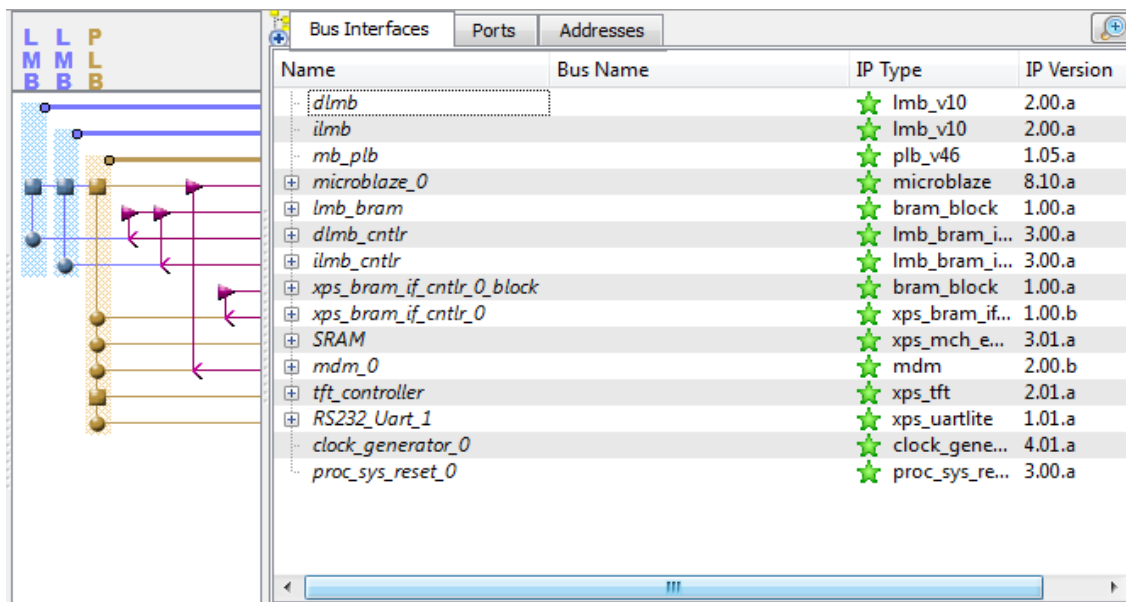 L L P
M M L
B B B
Bus Interfaces Ports Addresses
Name Bus Name IP Type IP Version
dlmb lmb_v10 2.00.a
ilmb lmb_v10 2.00.a
mb_plb plb_v46 1.05.a
microblaze_0 microblaze 8.10.a
lmb_bram bram_block 1.00.a
dlmb_cntlr lmb_bram_i... 3.00.a
ilmb_cntlr lmb_bram_i... 3.00.a
xps_bram_if_cntlr_0_block bram_block 1.00.a
xps_bram_if_cntlr_0 xps_bram_if... 1.00.b
SRAM xps_mch_e... 3.01.a
mdm_0 mdm 2.00.b
tft_controller xps_tft 2.01.a
RS232_Uart_1 xps_uartlite 1.01.a
clock_generator_0 clock_gene... 4.01.a
proc_sys_reset_0 proc_sys_re... 3.00.a